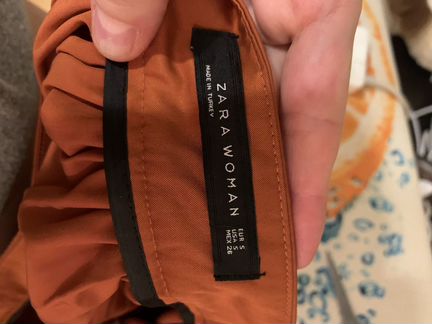 ZARA WOMAN
MADE IN TURKEY
EUR S
USA S
MEX 26